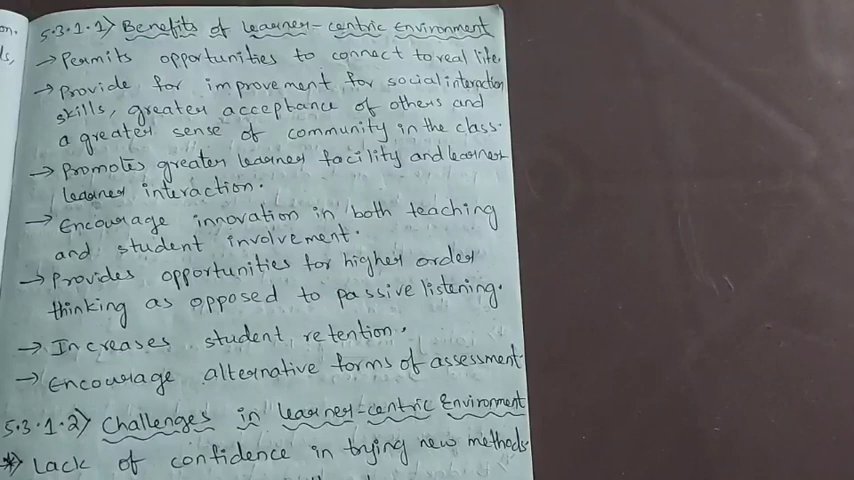 on.
5.3.1.1) Benefits of learner-centric Environment
→ Permits opportunities to connect to real life.
→ Provide for improvement for social interaction
skills, greater acceptance of others and
a greater sense of community in the class.
→ Promotes greater learner facility and learner
learner interaction.
→ Encourage innovation in both teaching
and student involvement.
→ Provides opportunities for higher order
thinking as opposed to passive listening.
→ Increases student retention.
→ Encourage alternative forms of assessment.
5.3.1.2) Challenges in learner-centric Environment
* Lack of confidence in trying new methods